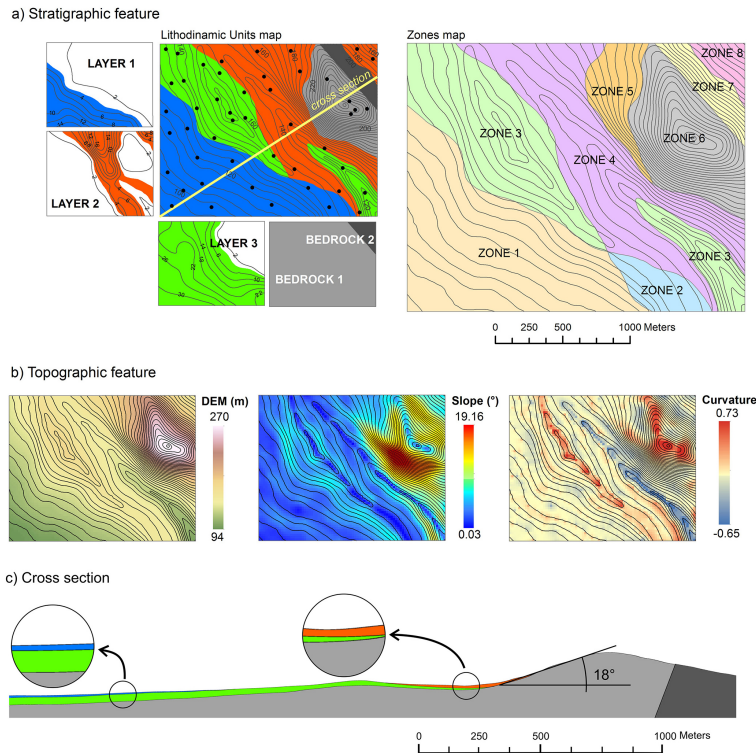 a) Stratigraphic feature
Lithodinamic Units map
Zones map
LAYER 1
LAYER 2
cross section
LAYER 3
BEDROCK 2
BEDROCK 1
ZONE 8
ZONE 7
ZONE 5
ZONE 6
ZONE 3
ZONE 4
ZONE 1
ZONE 3
ZONE 2
0 250 500 1000 Meters
b) Topographic feature
DEM (m)
270
94
Slope (°)
19.16
0.03
Curvature
0.73
-0.65
c) Cross section
18°
0 250 500 1000 Meters